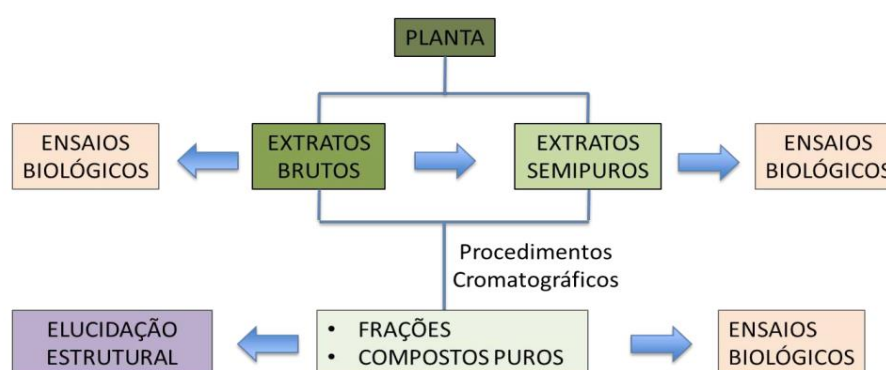 PLANTA
ENSAIOS
BIOLÓGICOS
EXTRATOS
BRUTOS
EXTRATOS
SEMIPUROS
ENSAIOS
BIOLÓGICOS
Procedimentos
Cromatográficos
ELUCIDAÇÃO
ESTRUTURAL
• FRAÇÕES
• COMPOSTOS PUROS
ENSAIOS
BIOLÓGICOS